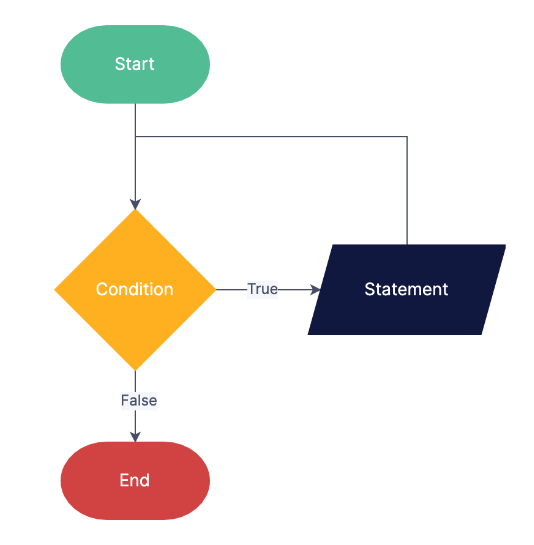 Start
Condition
True
Statement
False
End